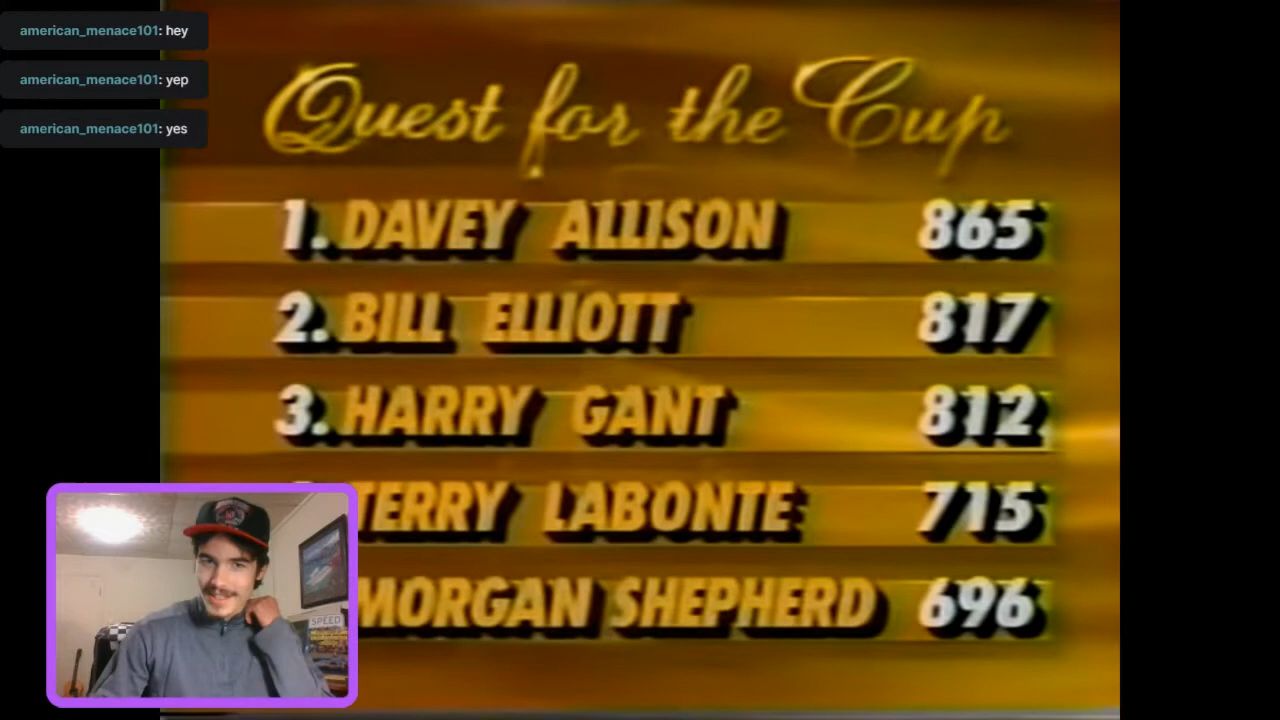 american_menace101: hey
american_menace101: yep
american_menace101: yes
Quest for the Cup
1. DAVEY ALLISON 865
2. BILL ELLIOTT 817
3. HARRY GANT 812
TERRY LABONTE 715
MORGAN SHEPHERD 696
SPEED